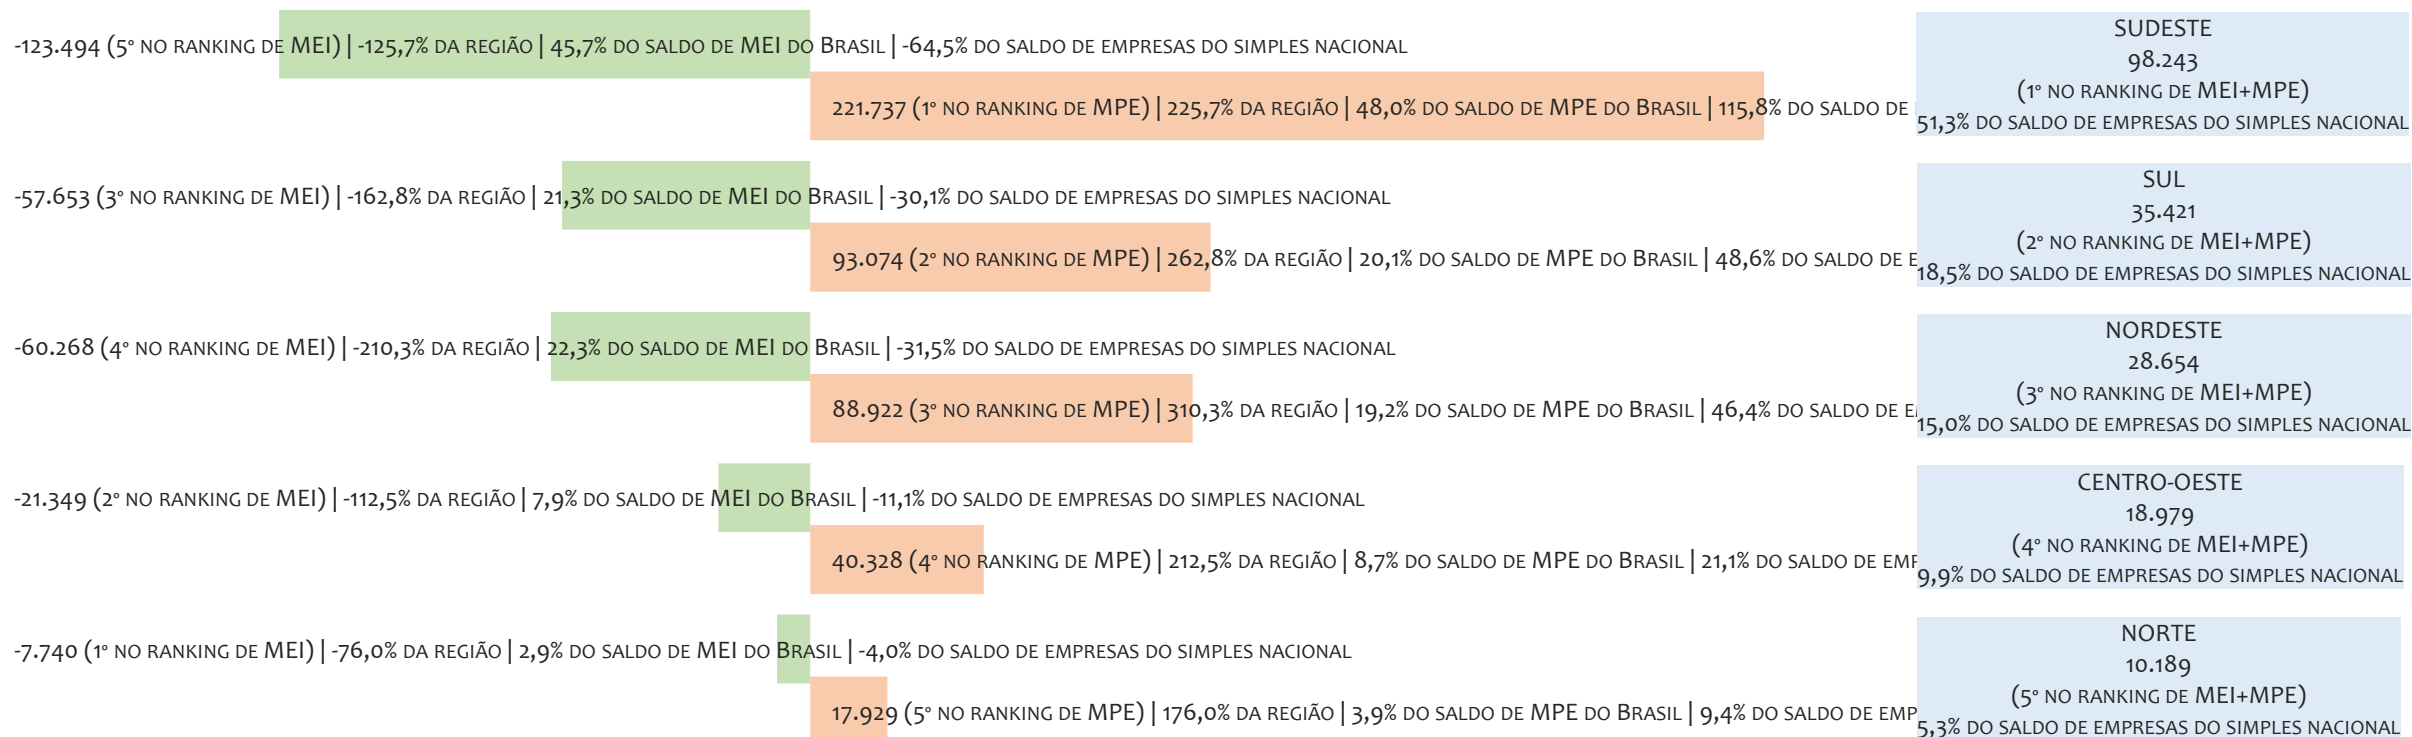 -123.494 (5° NO RANKING DE MEI) | -125,7% DA REGIÃO | 45,7% DO SALDO DE MEI DO BRASIL | -64,5% DO SALDO DE EMPRESAS DO SIMPLES NACIONAL
221.737 (1° NO RANKING DE MPE) | 225,7% DA REGIÃO | 48,0% DO SALDO DE MPE DO BRASIL | 115,8% DO SALDO DE
SUDESTE
98.243
(1° NO RANKING DE MEI+MPE)
51,3% DO SALDO DE EMPRESAS DO SIMPLES NACIONAL
-57.653 (3° NO RANKING DE MEI) | -162,8% DA REGIÃO | 21,3% DO SALDO DE MEI DO BRASIL | -30,1% DO SALDO DE EMPRESAS DO SIMPLES NACIONAL
93.074 (2° NO RANKING DE MPE) | 262,8% DA REGIÃO | 20,1% DO SALDO DE MPE DO BRASIL | 48,6% DO SALDO DE
SUL
35.421
(2° NO RANKING DE MEI+MPE)
18,5% DO SALDO DE EMPRESAS DO SIMPLES NACIONAL
-60.268 (4° NO RANKING DE MEI) | -210,3% DA REGIÃO | 22,3% DO SALDO DE MEI DO BRASIL | -31,5% DO SALDO DE EMPRESAS DO SIMPLES NACIONAL
88.922 (3° NO RANKING DE MPE) | 310,3% DA REGIÃO | 19,2% DO SALDO DE MPE DO BRASIL | 46,4% DO SALDO DE
NORDESTE
28.654
(3° NO RANKING DE MEI+MPE)
15,0% DO SALDO DE EMPRESAS DO SIMPLES NACIONAL
-21.349 (2° NO RANKING DE MEI) | -112,5% DA REGIÃO | 7,9% DO SALDO DE MEI DO BRASIL | -11,1% DO SALDO DE EMPRESAS DO SIMPLES NACIONAL
40.328 (4° NO RANKING DE MPE) | 212,5% DA REGIÃO | 8,7% DO SALDO DE MPE DO BRASIL | 21,1% DO SALDO DE
CENTRO-OESTE
18.979
(4° NO RANKING DE MEI+MPE)
9,9% DO SALDO DE EMPRESAS DO SIMPLES NACIONAL
-7.740 (1° NO RANKING DE MEI) | -76,0% DA REGIÃO | 2,9% DO SALDO DE MEI DO BRASIL | -4,0% DO SALDO DE EMPRESAS DO SIMPLES NACIONAL
17.929 (5° NO RANKING DE MPE) | 176,0% DA REGIÃO | 3,9% DO SALDO DE MPE DO BRASIL | 9,4% DO SALDO DE
NORTE
10.189
(5° NO RANKING DE MEI+MPE)
5,3% DO SALDO DE EMPRESAS DO SIMPLES NACIONAL